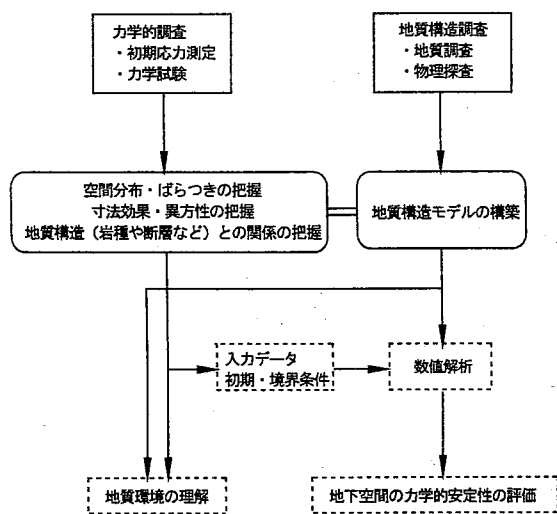 力学的調査
・初期応力測定
・力学試験
地質構造調査
・地質調査
・物理探査
空間分布・ばらつきの把握
寸法効果・異方性の把握
地質構造（岩種や断層など）との関係の把握
地質構造モデルの構築
入力データ
初期・境界条件
数値解析
地質環境の理解
地下空間の力学的安定性の評価